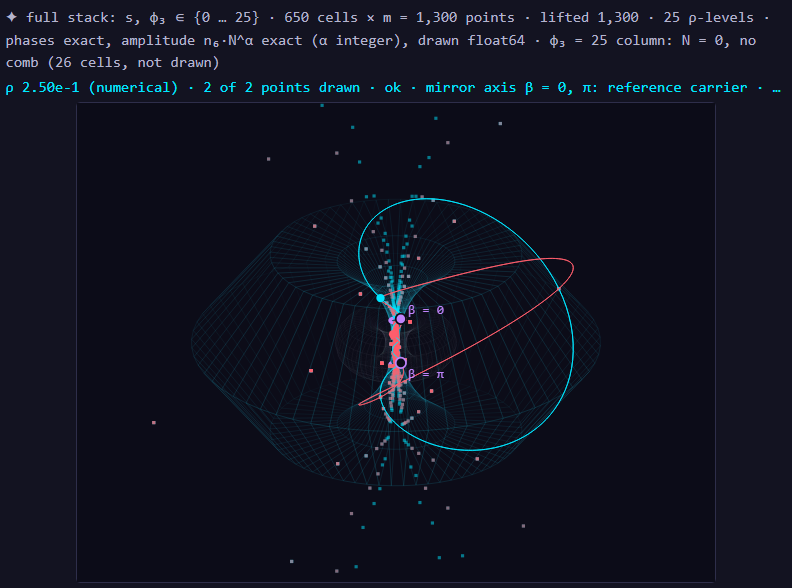 ✦ full stack: s, ϕ₃ ∈ {0 … 25} · 650 cells × m = 1,300 points · lifted 1,300 · 25 ρ-levels ·
phases exact, amplitude n₆·N^α exact (α integer), drawn float64 · ϕ₃ = 25 column: N = 0, no
comb (26 cells, not drawn)
ρ 2.50e-1 (numerical) · 2 of 2 points drawn · ok · mirror axis β = 0, π: reference carrier · …
β = 0
β = π